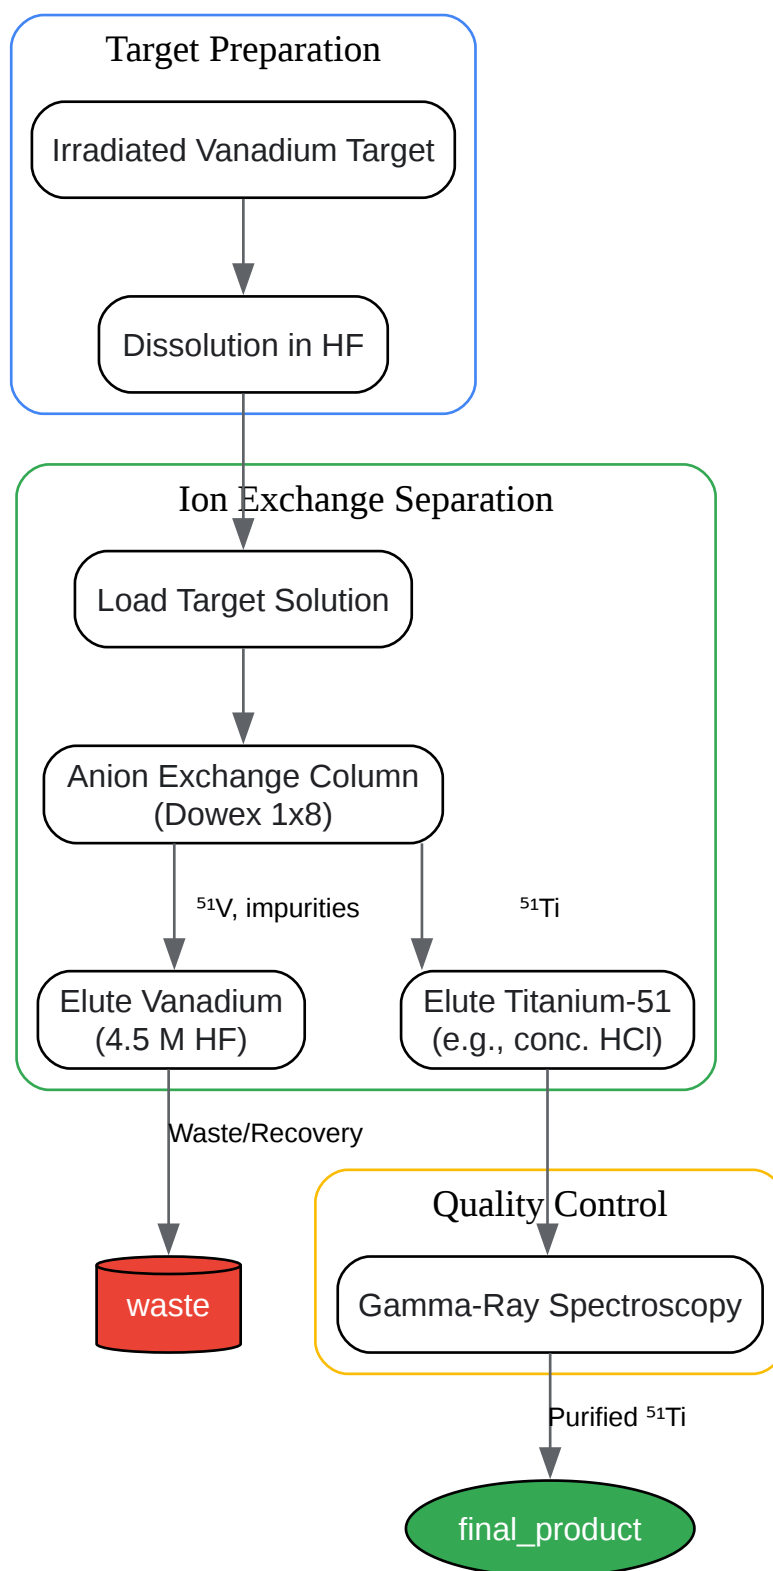 Target Preparation
Irradiated Vanadium Target
Dissolution in HF
Ion Exchange Separation
Load Target Solution
Anion Exchange Column
(Dowex 1x8)
⁵¹V, impurities
⁵¹Ti
Elute Vanadium
(4.5 M HF)
Elute Titanium-51
(e.g., conc. HCl)
Waste/Recovery
Quality Control
waste
Gamma-Ray Spectroscopy
Purified ⁵¹Ti
final_product